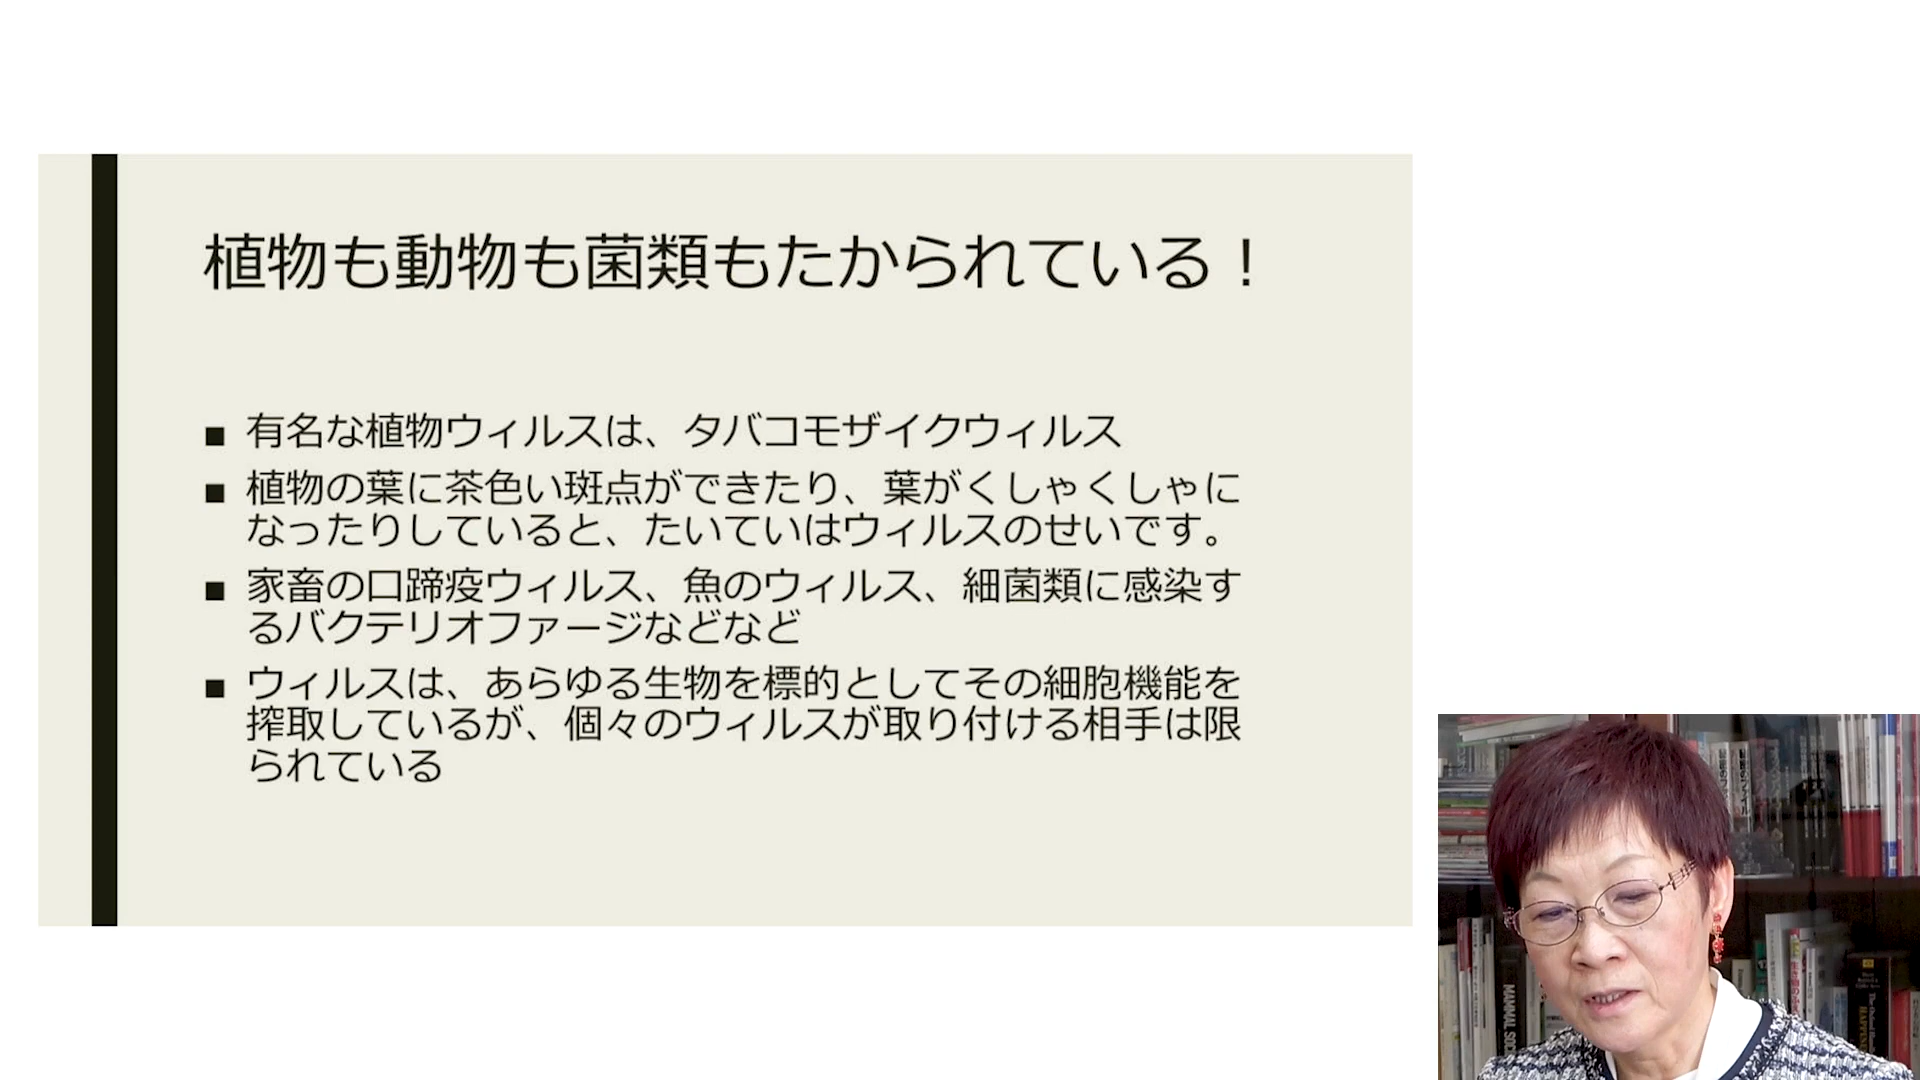 植物も動物も菌類もたかられている！
■ 有名な植物ウィルスは、タバコモザイクウィルス
■ 植物の葉に茶色い斑点ができたり、葉がくしゃくしゃに
なったりしていると、たいていはウィルスのせいです。
■ 家畜の口蹄疫ウィルス、魚のウィルス、細菌類に感染す
るバクテリオファージなどなど
■ ウィルスは、あらゆる生物を標的としてその細胞機能を
搾取しているが、個々のウィルスが取り付ける相手は限
られている
MAMMAL SOC